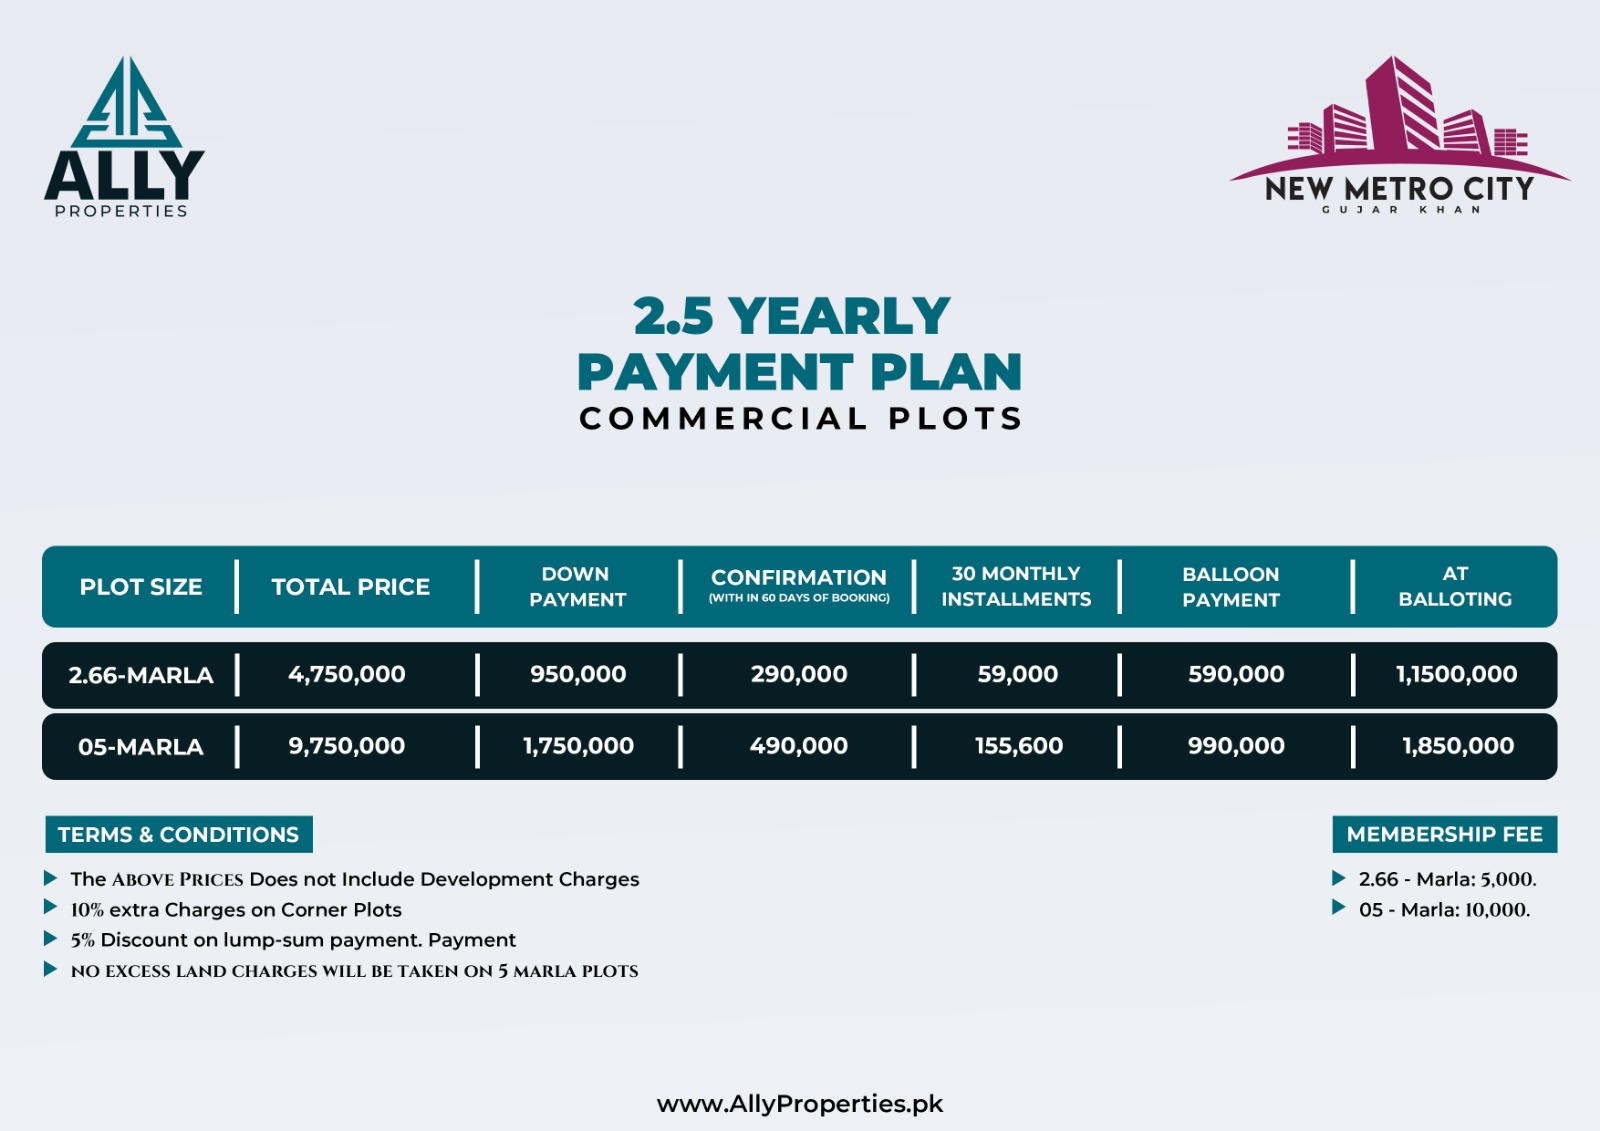 ALLY
PROPERTIES
NEW METRO CITY
GUJAR KHAN
2.5 YEARLY
PAYMENT PLAN
COMMERCIAL PLOTS
PLOT SIZE
TOTAL PRICE
DOWN
PAYMENT
CONFIRMATION
(WITH IN 60 DAYS OF BOOKING)
30 MONTHLY
INSTALLMENTS
BALLOON
PAYMENT
AT
BALLOTING
2.66-MARLA 4,750,000 950,000 290,000 59,000 590,000 1,1500,000
05-MARLA 9,750,000 1,750,000 490,000 155,600 990,000 1,850,000
TERMS & CONDITIONS
The ABOVE PRICES Does not Include Development Charges
10% extra Charges on Corner Plots
5% Discount on lump-sum payment. Payment
NO EXCESS LAND CHARGES WILL BE TAKEN ON 5 MARLA PLOTS
MEMBERSHIP FEE
2.66 - Marla: 5,000.
05 - Marla: 10,000.
www.AllyProperties.pk